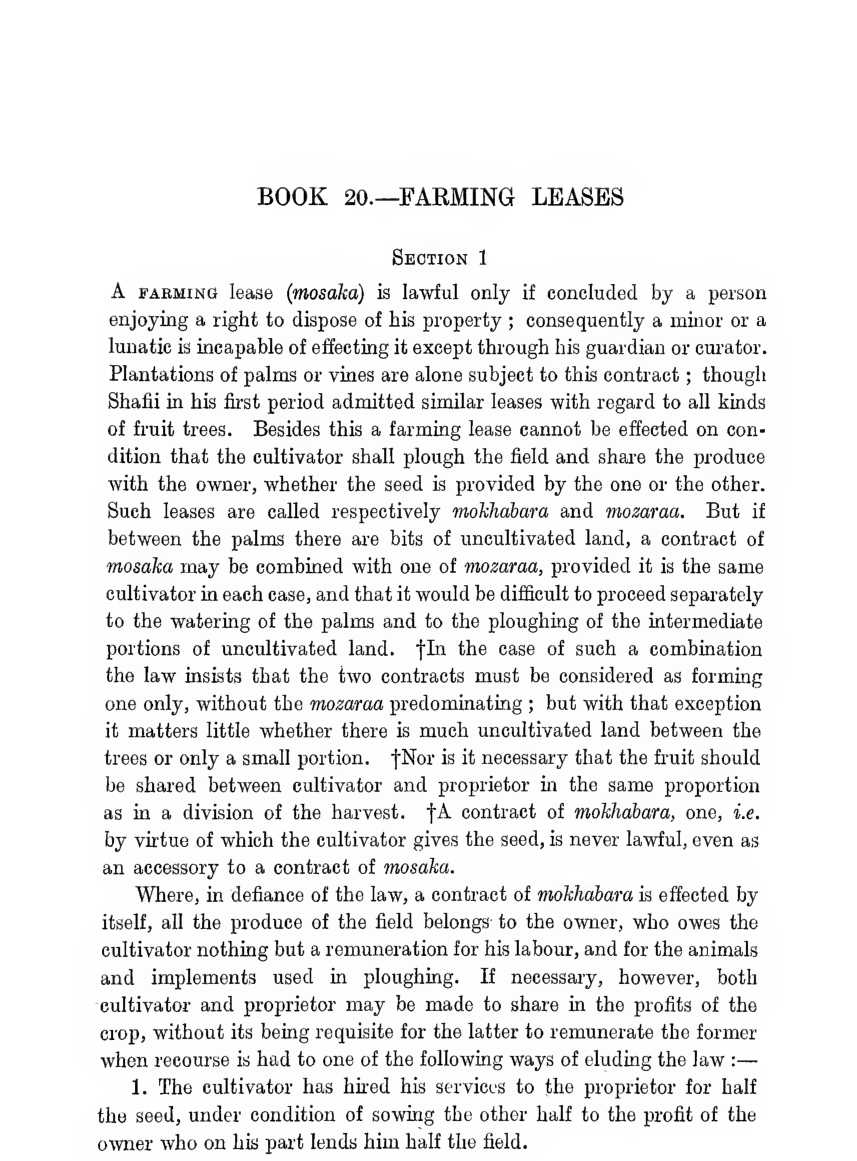 BOOK 20.—FARMING LEASES
Section 1
A farming lease (mosaka) is lawful only if concluded by a person
enjoying a right to dispose of his property ; consequently a minor or a
lunatic is incapable of effecting it except through his guardian or curator.
Plantations of palms or vines are alone subject to this contract ; though
Shafii in his first period admitted similar leases with regard to all kinds
of fruit trees. Besides this a farming lease cannot be effected on con-
dition that the cultivator shall plough the field and share the produce
with the owner, whether the seed is provided by the one or the other.
Such leases are called respectively mokhabara and mozaraa. But if
between the palms there are bits of uncultivated land, a contract of
mosaka may be combined with one of mozaraa, provided it is the same
cultivator in each case, and that it would be difficult to proceed separately
to the watering of the palms and to the ploughing of the intermediate
portions of uncultivated land. †In the case of such a combination
the law insists that the two contracts must be considered as forming
one only, without the mozaraa predominating ; but with that exception
it matters little whether there is much uncultivated land between the
trees or only a small portion. †Nor is it necessary that the fruit should
be shared between cultivator and proprietor in the same proportion
as in a division of the harvest. †A contract of mokhabara, one, i.e.
by virtue of which the cultivator gives the seed, is never lawful, even as
an accessory to a contract of mosaka.
Where, in defiance of the law, a contract of mokhabara is effected by
itself, all the produce of the field belongs to the owner, who owes the
cultivator nothing but a remuneration for his labour, and for the animals
and implements used in ploughing. If necessary, however, both
cultivator and proprietor may be made to share in the profits of the
crop, without its being requisite for the latter to remunerate the former
when recourse is had to one of the following ways of eluding the law :—
1. The cultivator has hired his services to the proprietor for half
the seed, under condition of sowing the other half to the profit of the
owner who on his part lends him half the field.